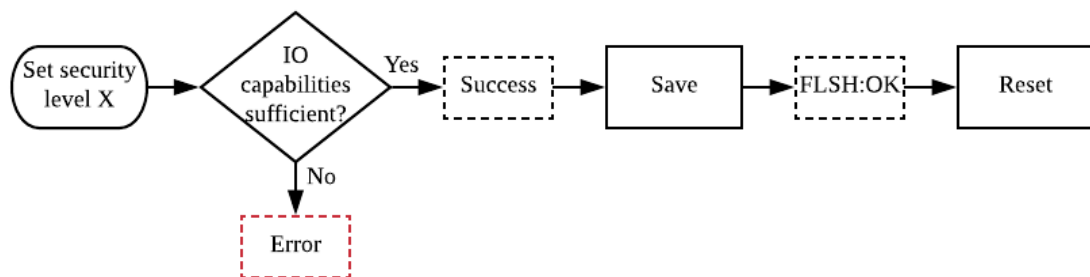 Set security
level X
IO
capabilities
sufficient?
Yes
Success
Save
FLSH:OK
Reset
No
Error